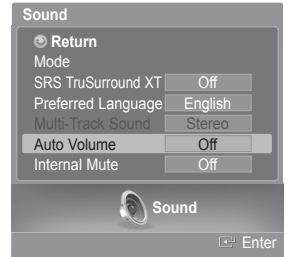 Sound
Return
Mode
SRS TruSurround XT Off
Preferred Language English
Multi-Track Sound Stereo
Auto Volume Off
Internal Mute Off
Sound
Enter